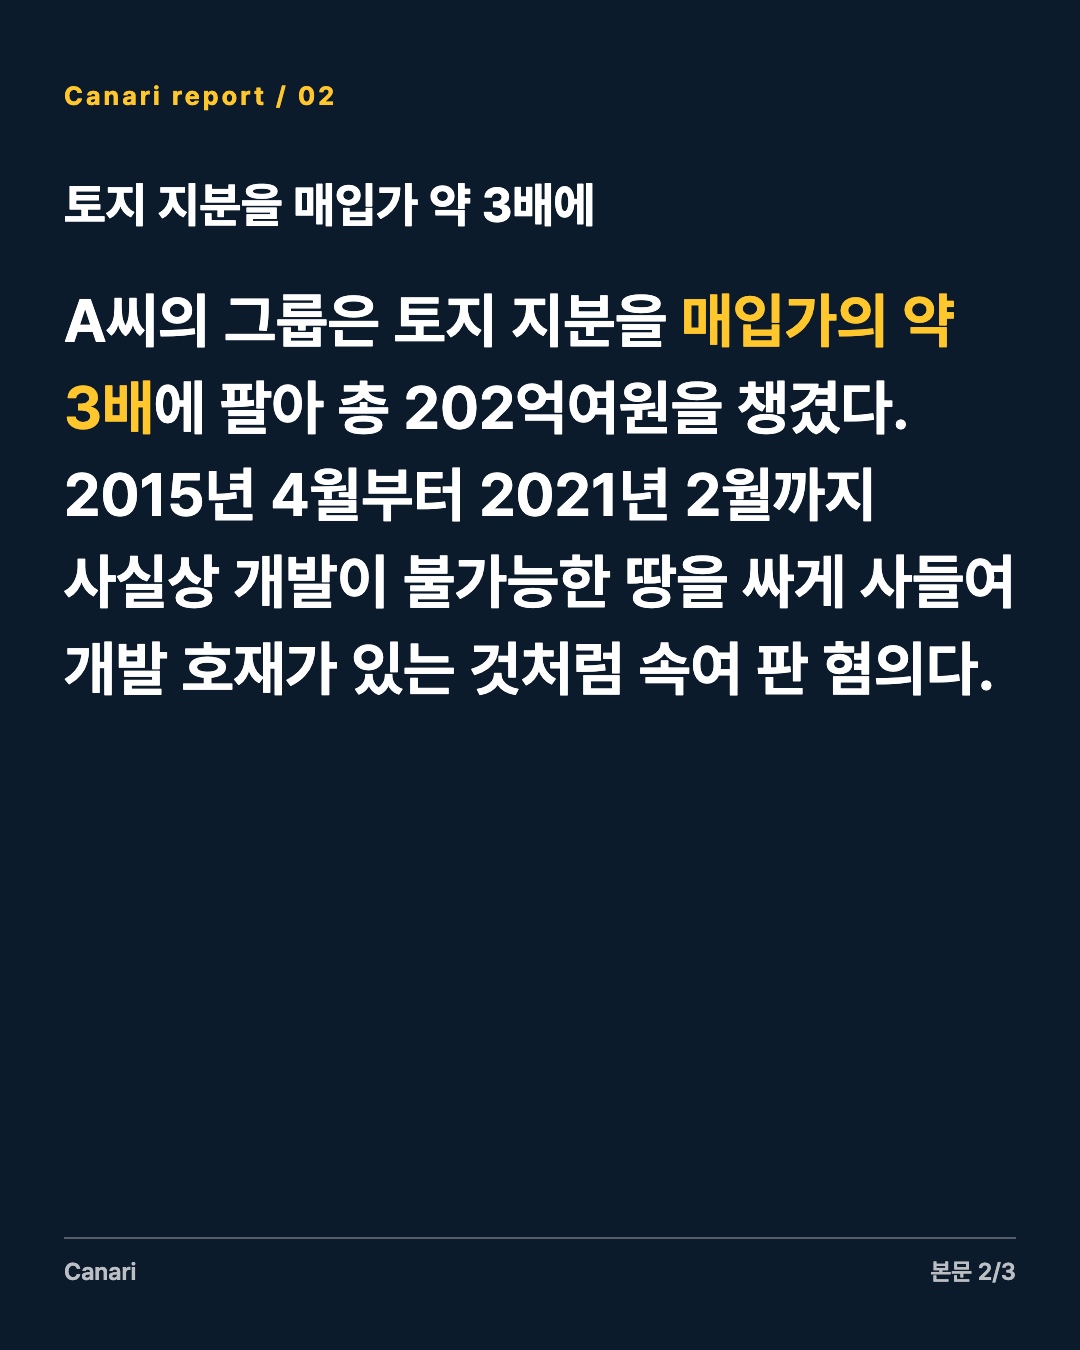 Canari report / 02
토지 지분을 매입가 약 3배에
A씨의 그룹은 토지 지분을 매입가의 약
3배에 팔아 총 202억여원을 챙겼다.
2015년 4월부터 2021년 2월까지
사실상 개발이 불가능한 땅을 싸게 사들여
개발 호재가 있는 것처럼 속여 판 혐의다.
Canari
본문 2/3